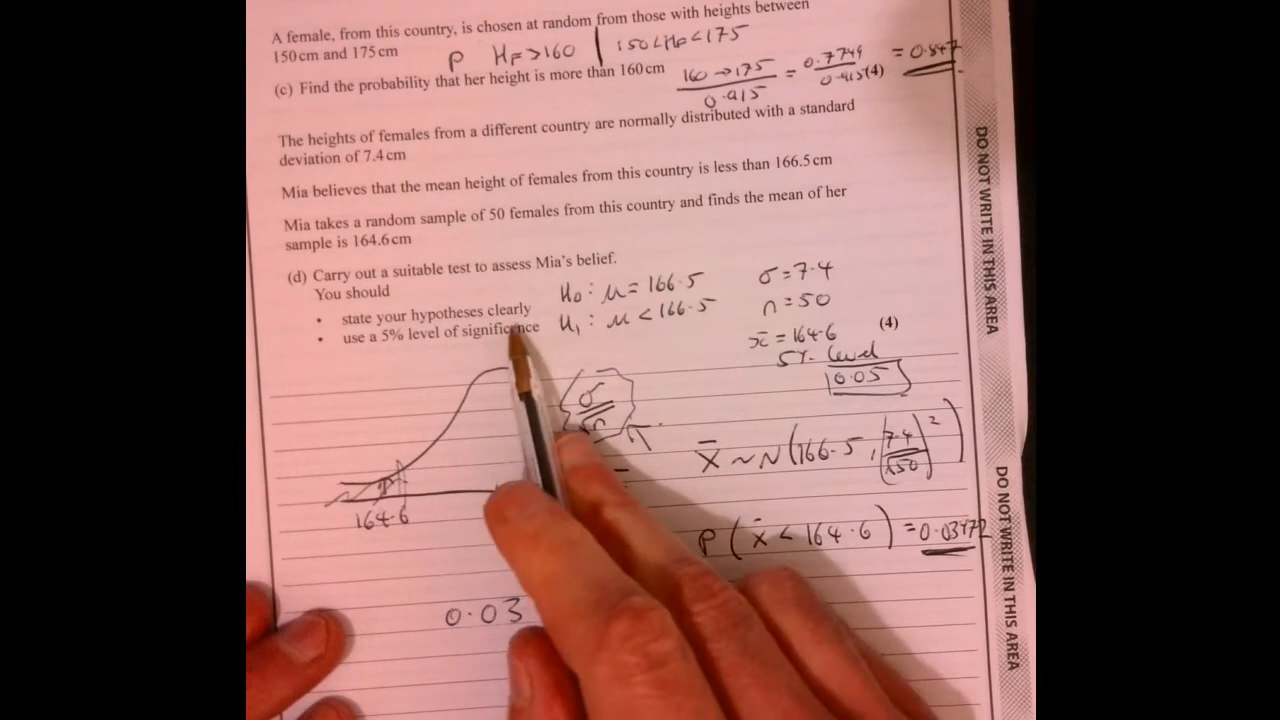 A female, from this country, is chosen at random from those with heights between
150 cm and 175 cm
P H_F > 160 | 150 < H_F < 175
(c) Find the probability that her height is more than 160 cm
160 → 175 / 0.915 = 0.7749 / 0.915 = 0.847
(4)
The heights of females from a different country are normally distributed with a standard
deviation of 7.4 cm
Mia believes that the mean height of females from this country is less than 166.5 cm
Mia takes a random sample of 50 females from this country and finds the mean of her
sample is 164.6 cm
(d) Carry out a suitable test to assess Mia's belief.
You should
• state your hypotheses clearly
• use a 5% level of significance
H₀ : μ = 166.5
H₁ : μ < 166.5
σ = 7.4
n = 50
x̄ = 164.6
(4)
5% level
0.05
σ / √n
X̄ ~ N(166.5, (7.4 / √50)²)
164.6
P(x̄ < 164.6) = 0.03472
0.03
DO NOT WRITE IN THIS AREA
DO NOT WRITE IN THIS AREA